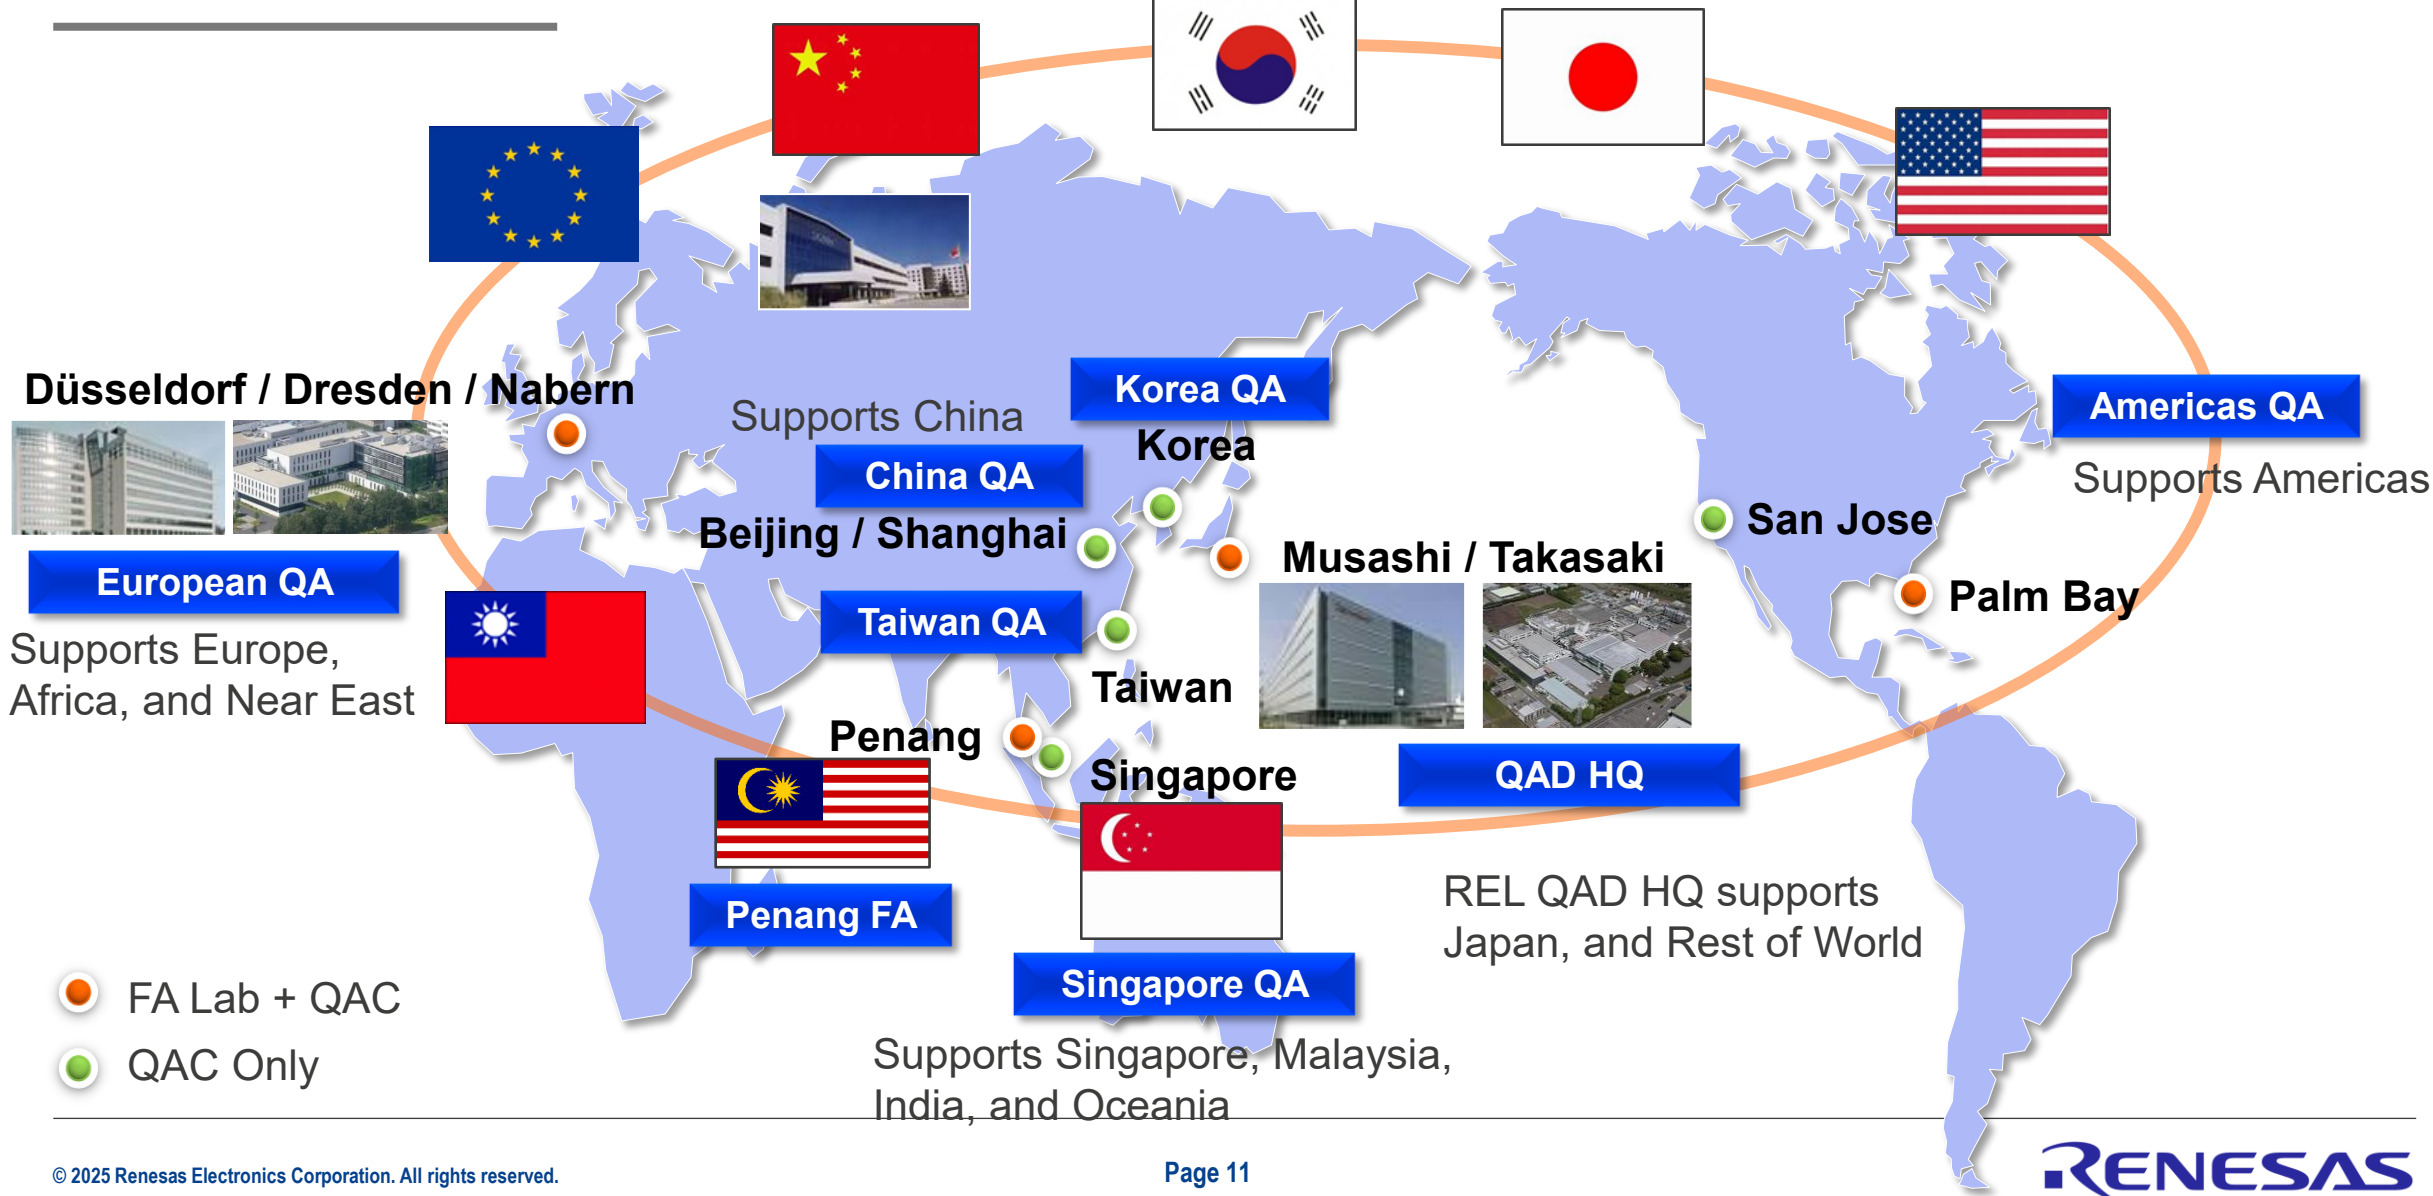 Düsseldorf / Dresden / Nabern
European QA
Supports Europe,
Africa, and Near East
Supports China
China QA
Beijing / Shanghai
Korea QA
Korea
Taiwan QA
Taiwan
Musashi / Takasaki
QAD HQ
REL QAD HQ supports
Japan, and Rest of World
Americas QA
Supports Americas
San Jose
Palm Bay
Penang
Penang FA
Singapore
Singapore QA
Supports Singapore, Malaysia,
India, and Oceania
FA Lab + QAC
QAC Only
© 2025 Renesas Electronics Corporation. All rights reserved.
Page 11
RENESAS